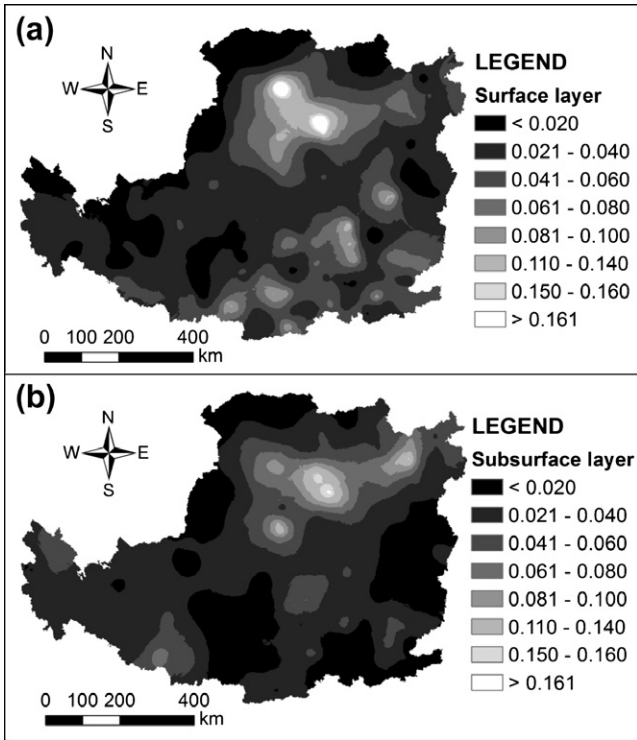 (a)
N
W E
S
LEGEND
Surface layer
< 0.020
0.021 - 0.040
0.041 - 0.060
0.061 - 0.080
0.081 - 0.100
0.110 - 0.140
0.150 - 0.160
> 0.161
0 100 200 400
km
(b)
N
W E
S
LEGEND
Subsurface layer
< 0.020
0.021 - 0.040
0.041 - 0.060
0.061 - 0.080
0.081 - 0.100
0.110 - 0.140
0.150 - 0.160
> 0.161
0 100 200 400
km